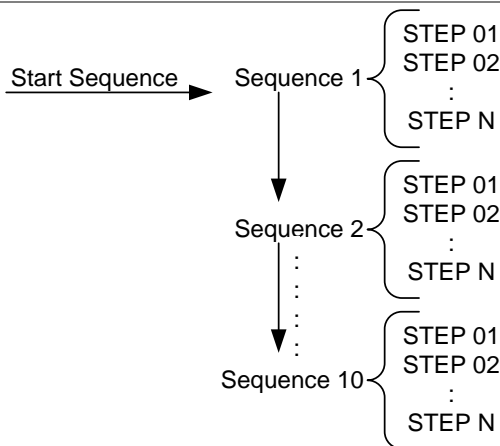 Start Sequence
Sequence 1
STEP 01
STEP 02
:
STEP N
Sequence 2
STEP 01
STEP 02
:
STEP N
:
:
:
:
Sequence 10
STEP 01
STEP 02
:
STEP N